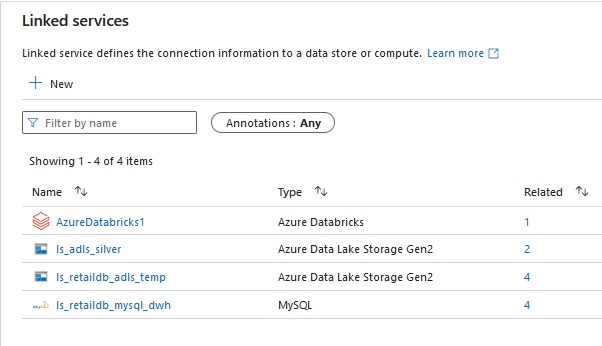 Linked services
Linked service defines the connection information to a data store or compute. Learn more
New
Filter by name
Annotations : Any
Showing 1 - 4 of 4 items
Name Type Related
AzureDatabricks1 Azure Databricks 1
ls_adls_silver Azure Data Lake Storage Gen2 2
ls_retaildb_adls_temp Azure Data Lake Storage Gen2 4
ls_retaildb_mysql_dwh MySQL 4